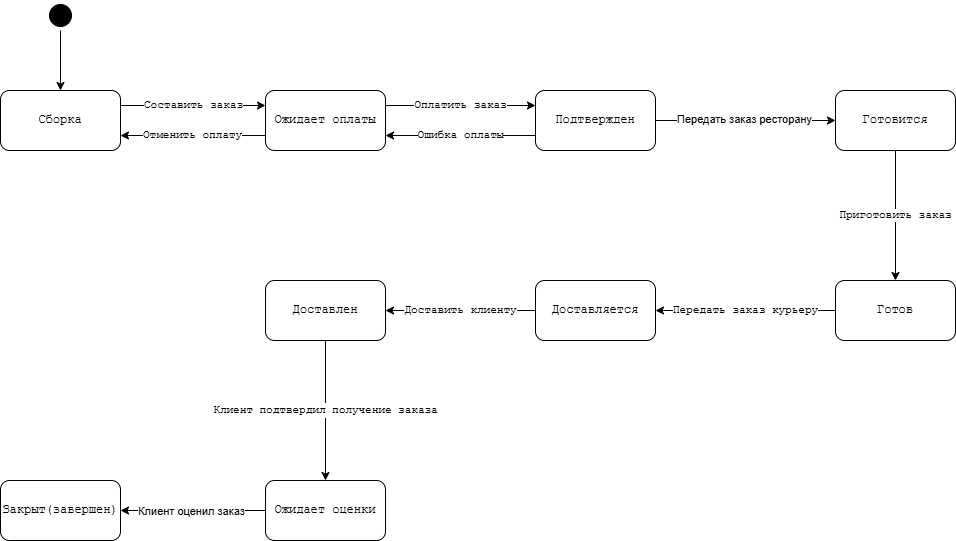 Составить заказ
Оплатить заказ
Сборка
Ожидает оплаты
Подтвержден
Передать заказ ресторану
Готовится
Отменить оплату
Ошибка оплаты
Приготовить заказ
Доставлен
Доставить клиенту
Доставляется
Передать заказ курьеру
Готов
Клиент подтвердил получение заказа
Закрыт(завершен)
Клиент оценил заказ
Ожидает оценки